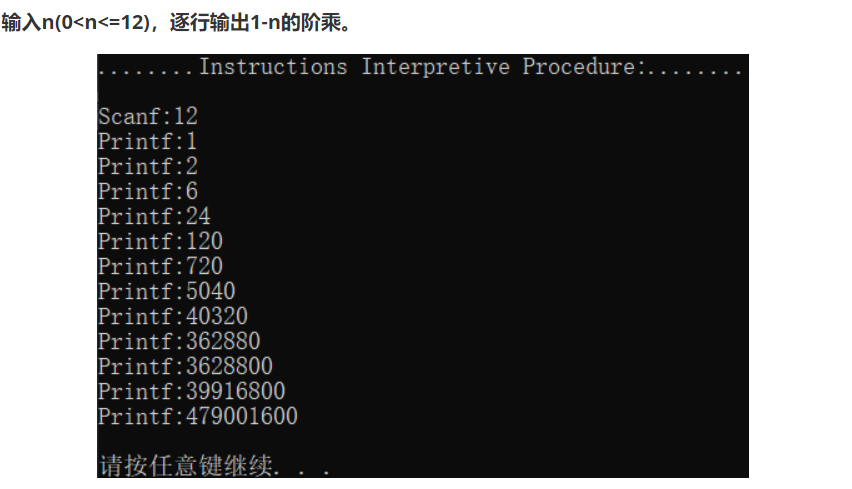 输入n(0<n<=12)，逐行输出1-n的阶乘。
........Instructions Interpretive Procedure:........
Scanf:12
Printf:1
Printf:2
Printf:6
Printf:24
Printf:120
Printf:720
Printf:5040
Printf:40320
Printf:362880
Printf:3628800
Printf:39916800
Printf:479001600
请按任意键继续. . .